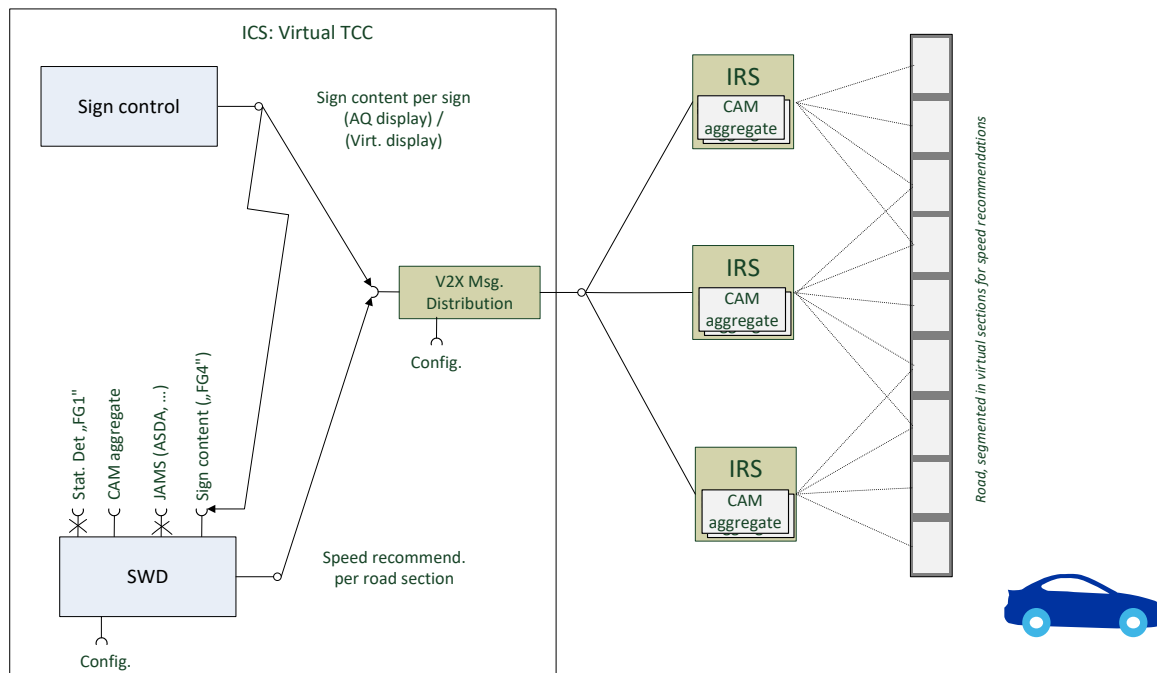 ICS: Virtual TCC
Sign control
Sign content per sign
(AQ display) /
(Virt. display)
V2X Msg.
Distribution
Config.
Stat. Det „FG1"
CAM aggregate
JAMS (ASDA, ...)
Sign content („FG4")
SWD
Speed recommend.
per road section
Config.
IRS
CAM
aggregate
IRS
CAM
aggregate
IRS
CAM
aggregate
Road, segmented in virtual sections for speed recommendations